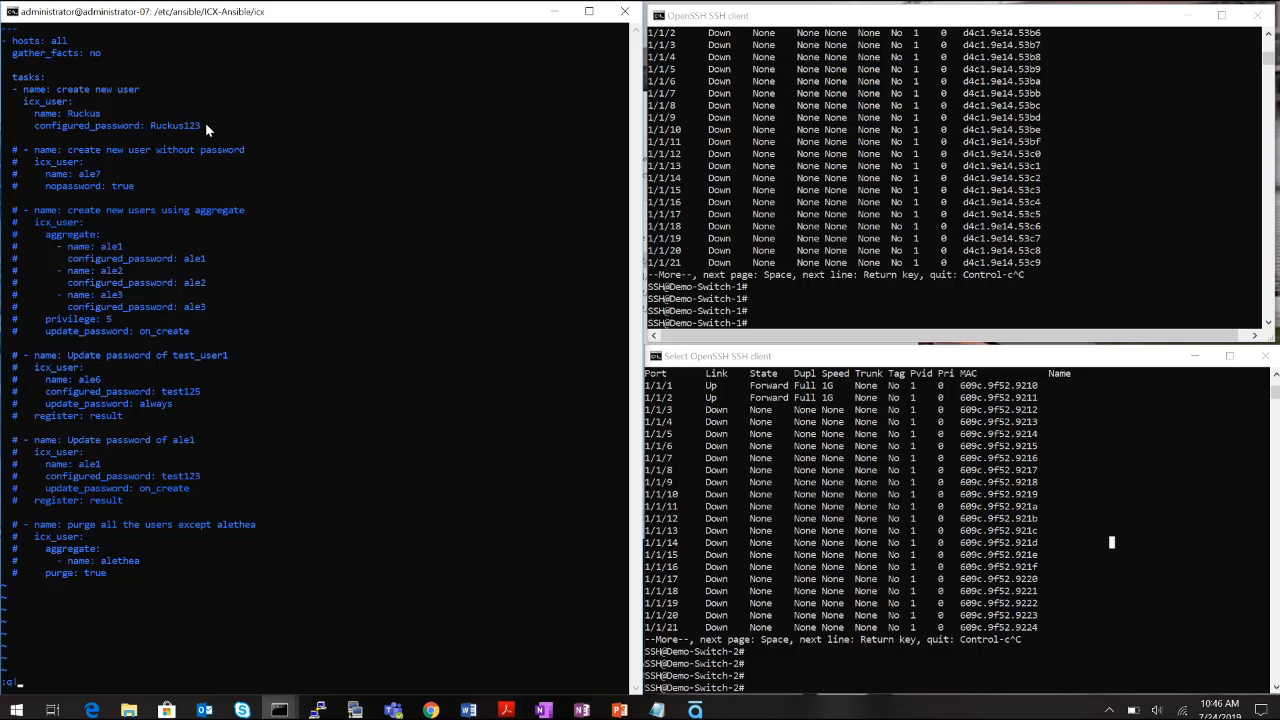 administrator@administrator-07: /etc/ansible/ICX-Ansible/icx
---
- hosts: all
  gather_facts: no
  tasks:
  - name: create new user
    icx_user:
      name: Ruckus
      configured_password: Ruckus123
  # - name: create new user without password
  #   icx_user:
  #     name: ale7
  #     nopassword: true
  # - name: create new users using aggregate
  #   icx_user:
  #     aggregate:
  #       - name: ale1
  #         configured_password: ale1
  #       - name: ale2
  #         configured_password: ale2
  #       - name: ale3
  #         configured_password: ale3
  #     privilege: 5
  #     update_password: on_create
  # - name: Update password of test_user1
  #   icx_user:
  #     name: ale6
  #     configured_password: test125
  #     update_password: always
  #   register: result
  # - name: Update password of ale1
  #   icx_user:
  #     name: ale1
  #     configured_password: test123
  #     update_password: on_create
  #   register: result
  # - name: purge all the users except alethea
  #   icx_user:
  #     aggregate:
  #       - name: alethea
  #     purge: true
~
~
~
~
~
~
~
~
:q
OpenSSH SSH client
1/1/2 Down None None None None No 1 0 d4c1.9e14.53b6
1/1/3 Down None None None None No 1 0 d4c1.9e14.53b7
1/1/4 Down None None None None No 1 0 d4c1.9e14.53b8
1/1/5 Down None None None None No 1 0 d4c1.9e14.53b9
1/1/6 Down None None None None No 1 0 d4c1.9e14.53ba
1/1/7 Down None None None None No 1 0 d4c1.9e14.53bb
1/1/8 Down None None None None No 1 0 d4c1.9e14.53bc
1/1/9 Down None None None None No 1 0 d4c1.9e14.53bd
1/1/10 Down None None None None No 1 0 d4c1.9e14.53be
1/1/11 Down None None None None No 1 0 d4c1.9e14.53bf
1/1/12 Down None None None None No 1 0 d4c1.9e14.53c0
1/1/13 Down None None None None No 1 0 d4c1.9e14.53c1
1/1/14 Down None None None None No 1 0 d4c1.9e14.53c2
1/1/15 Down None None None None No 1 0 d4c1.9e14.53c3
1/1/16 Down None None None None No 1 0 d4c1.9e14.53c4
1/1/17 Down None None None None No 1 0 d4c1.9e14.53c5
1/1/18 Down None None None None No 1 0 d4c1.9e14.53c6
1/1/19 Down None None None None No 1 0 d4c1.9e14.53c7
1/1/20 Down None None None None No 1 0 d4c1.9e14.53c8
1/1/21 Down None None None None No 1 0 d4c1.9e14.53c9
--More--, next page: Space, next line: Return key, quit: Control-c^C
SSH@Demo-Switch-1#
SSH@Demo-Switch-1#
SSH@Demo-Switch-1#
SSH@Demo-Switch-1#
Select OpenSSH SSH client
Port Link State Dupl Speed Trunk Tag Pvid Pri MAC Name
1/1/1 Up Forward Full 1G None No 1 0 609c.9f52.9210
1/1/2 Up Forward Full 1G None No 1 0 609c.9f52.9211
1/1/3 Down None None None None No 1 0 609c.9f52.9212
1/1/4 Down None None None None No 1 0 609c.9f52.9213
1/1/5 Down None None None None No 1 0 609c.9f52.9214
1/1/6 Down None None None None No 1 0 609c.9f52.9215
1/1/7 Down None None None None No 1 0 609c.9f52.9216
1/1/8 Down None None None None No 1 0 609c.9f52.9217
1/1/9 Down None None None None No 1 0 609c.9f52.9218
1/1/10 Down None None None None No 1 0 609c.9f52.9219
1/1/11 Down None None None None No 1 0 609c.9f52.921a
1/1/12 Down None None None None No 1 0 609c.9f52.921b
1/1/13 Down None None None None No 1 0 609c.9f52.921c
1/1/14 Down None None None None No 1 0 609c.9f52.921d
1/1/15 Down None None None None No 1 0 609c.9f52.921e
1/1/16 Down None None None None No 1 0 609c.9f52.921f
1/1/17 Down None None None None No 1 0 609c.9f52.9220
1/1/18 Down None None None None No 1 0 609c.9f52.9221
1/1/19 Down None None None None No 1 0 609c.9f52.9222
1/1/20 Down None None None None No 1 0 609c.9f52.9223
1/1/21 Down None None None None No 1 0 609c.9f52.9224
--More--, next page: Space, next line: Return key, quit: Control-c^C
SSH@Demo-Switch-2#
SSH@Demo-Switch-2#
SSH@Demo-Switch-2#
SSH@Demo-Switch-2#
10:46 AM
7/24/2019